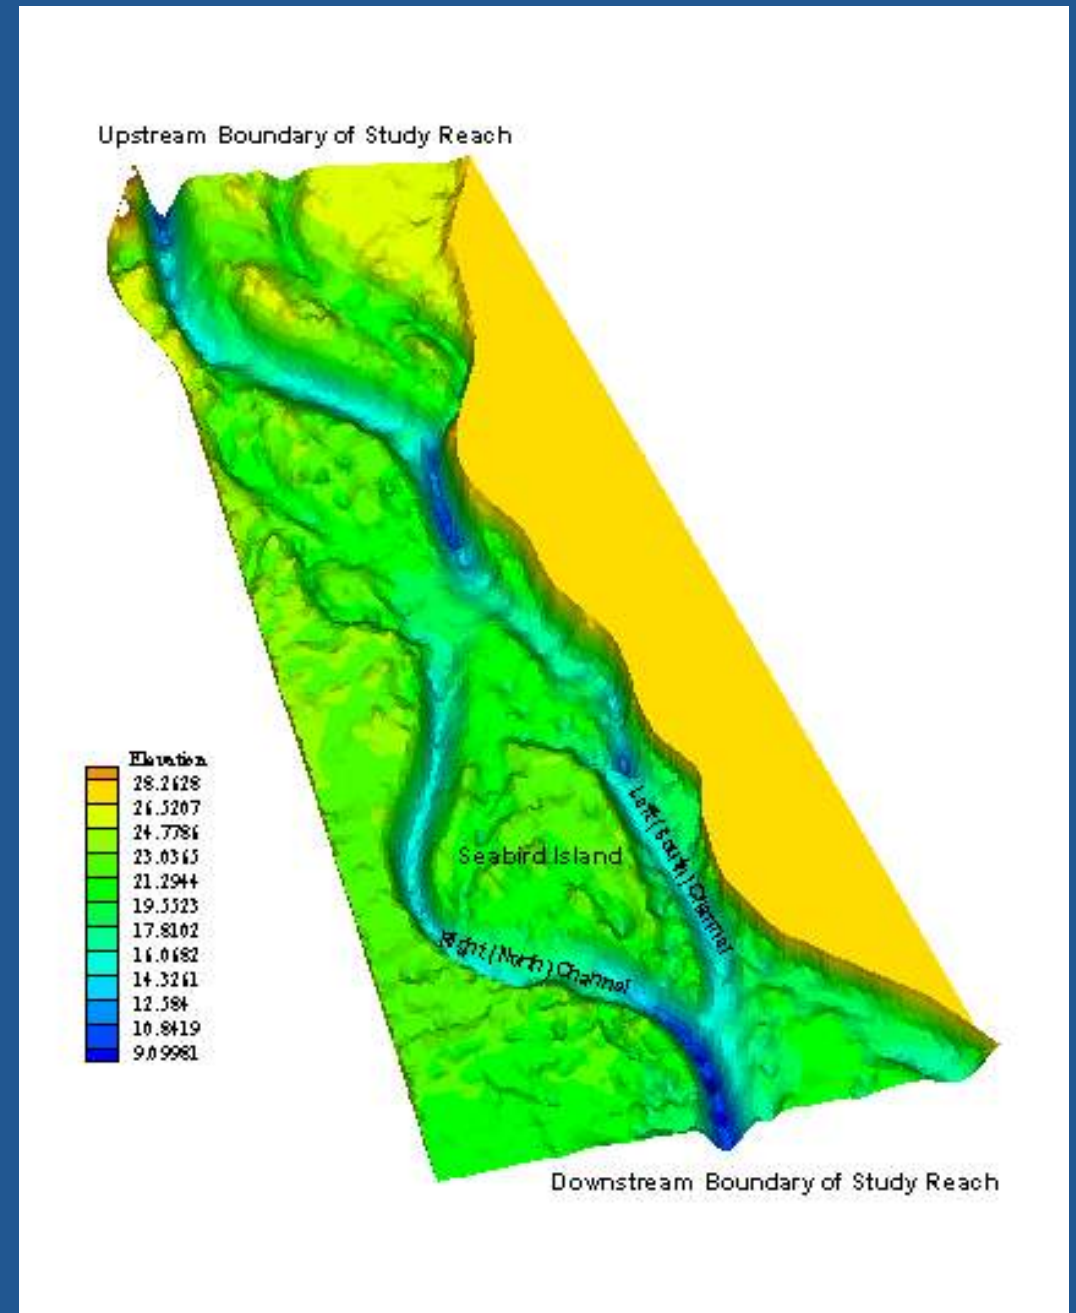 Upstream Boundary of Study Reach
Elevation
28.2628
26.5207
24.7786
23.0365
21.2944
19.5523
17.8102
16.0682
14.3261
12.584
10.8419
9.09981
Left (South) Channel
Seabird Island
Right (North) Channel
Downstream Boundary of Study Reach